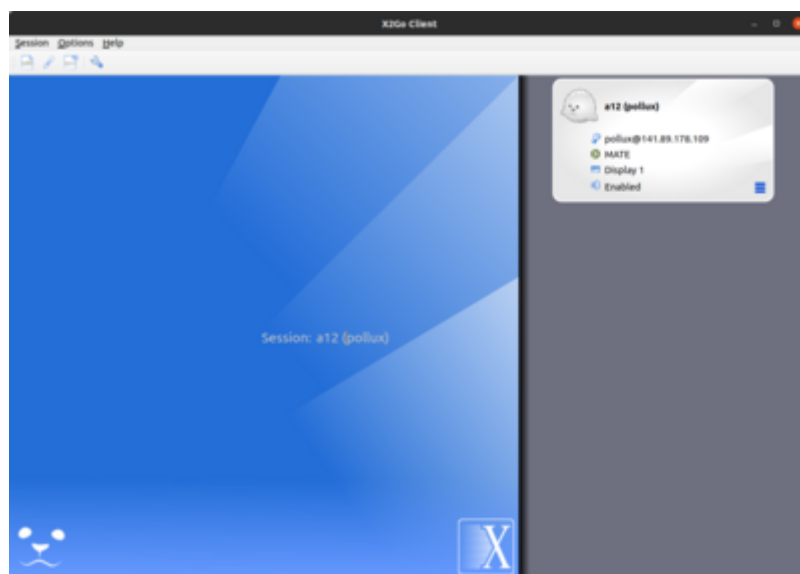 X2Go Client
Session Options Help
a12 (pollux)
pollux@141.89.178.109
MATE
Display 1
Enabled
Session: a12 (pollux)
X